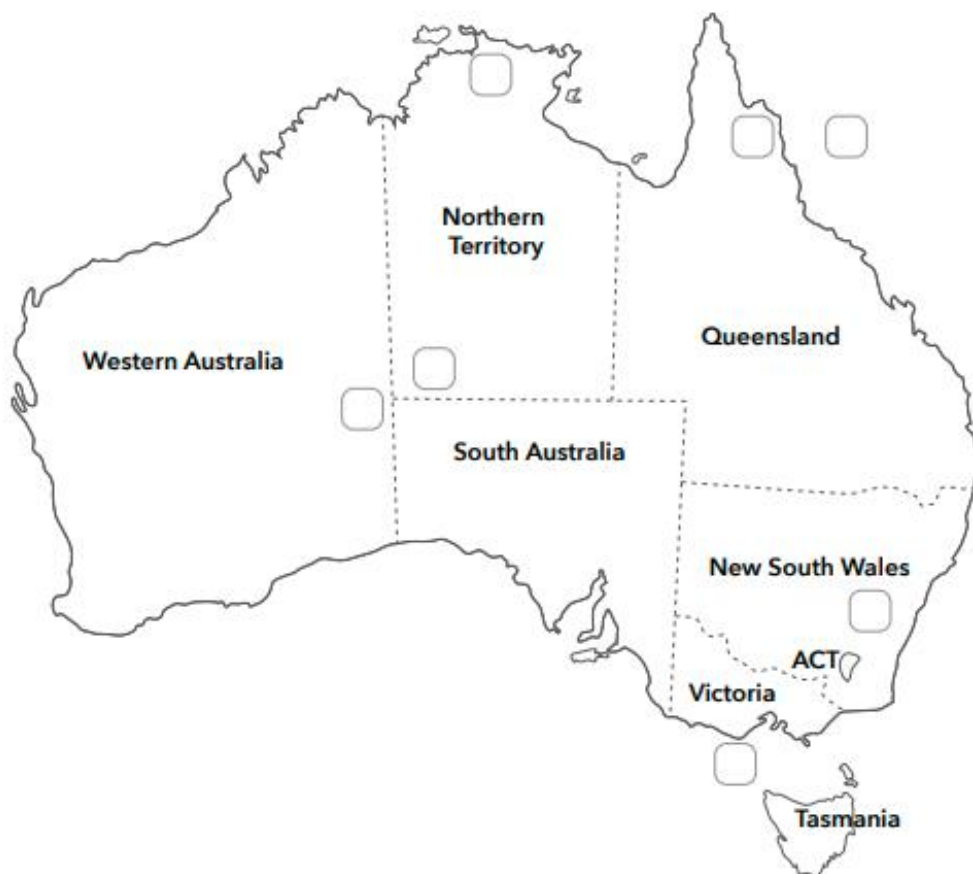 Northern
Territory
Queensland
Western Australia
South Australia
New South Wales
ACT
Victoria
Tasmania